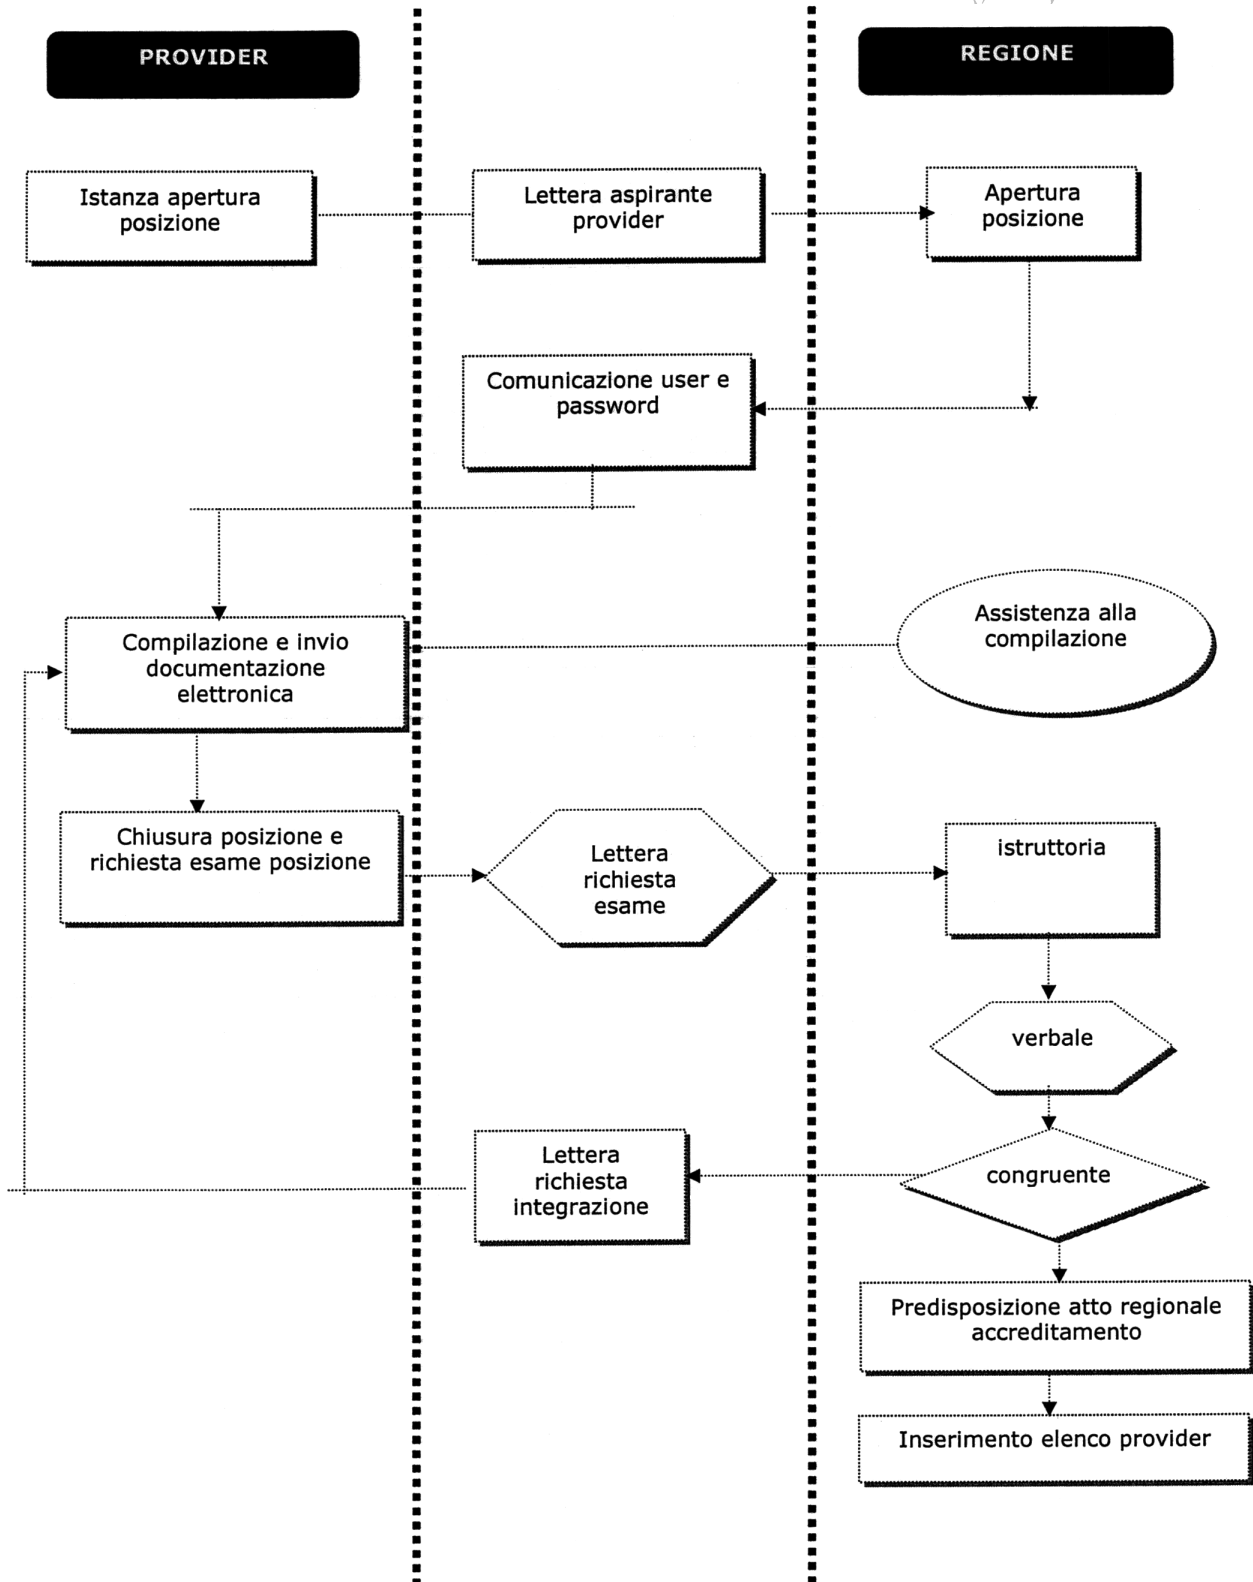 PROVIDER
REGIONE
Istanza apertura
posizione
Lettera aspirante
provider
Apertura
posizione
Comunicazione user e
password
Assistenza alla
compilazione
Compilazione e invio
documentazione
elettronica
Chiusura posizione e
richiesta esame posizione
Lettera
richiesta
esame
istruttoria
verbale
Lettera
richiesta
integrazione
congruente
Predisposizione atto regionale
accreditamento
Inserimento elenco provider